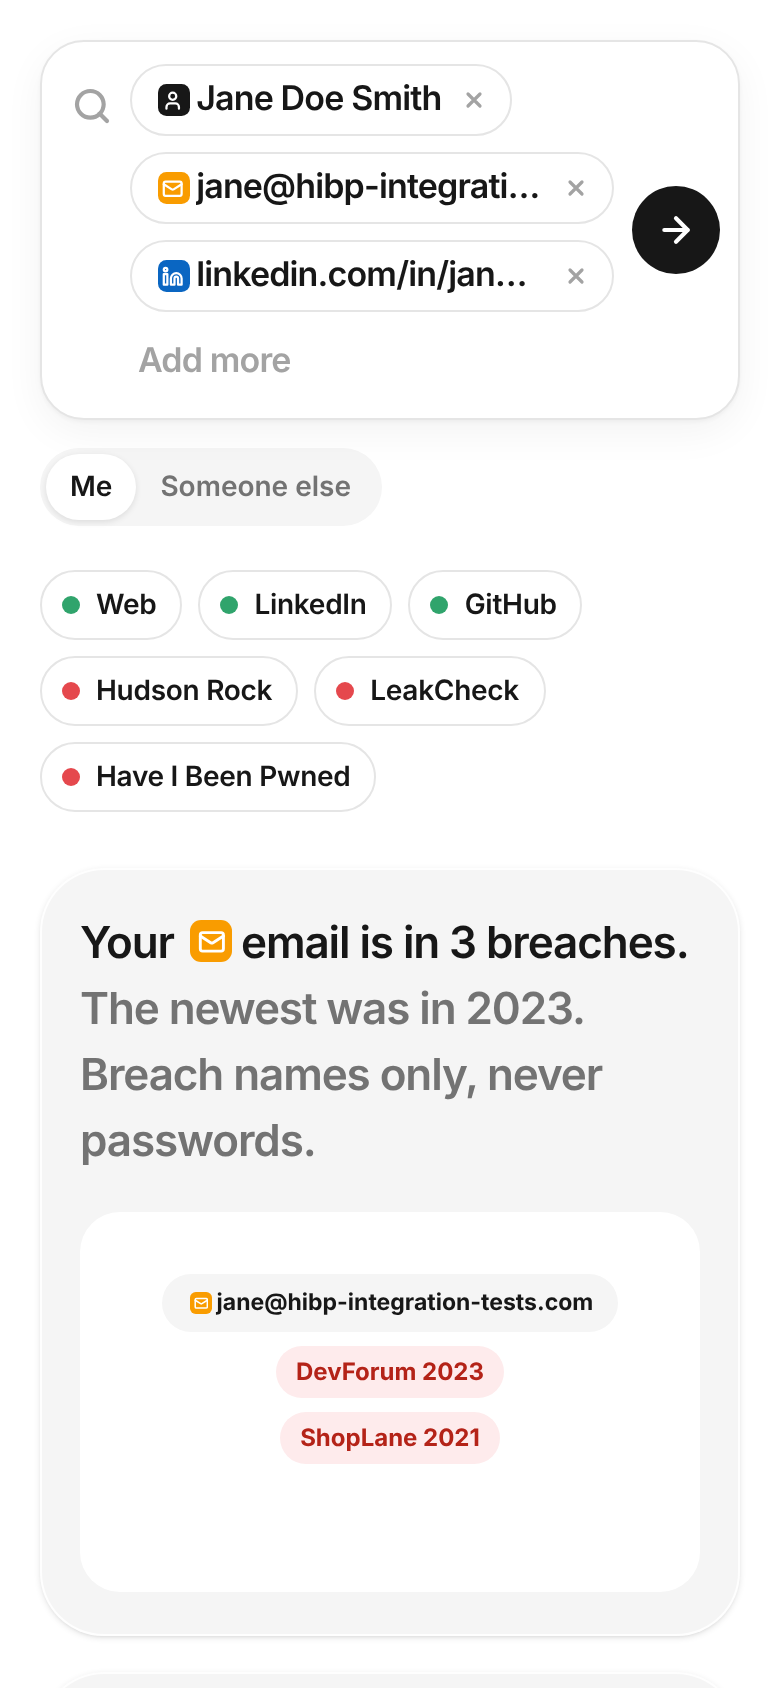 Jane Doe Smith
jane@hibp-integrati...
linkedin.com/in/jan...
Add more
Me Someone else
Web LinkedIn GitHub
Hudson Rock LeakCheck
Have I Been Pwned
Your email is in 3 breaches.
The newest was in 2023.
Breach names only, never
passwords.
jane@hibp-integration-tests.com
DevForum 2023
ShopLane 2021